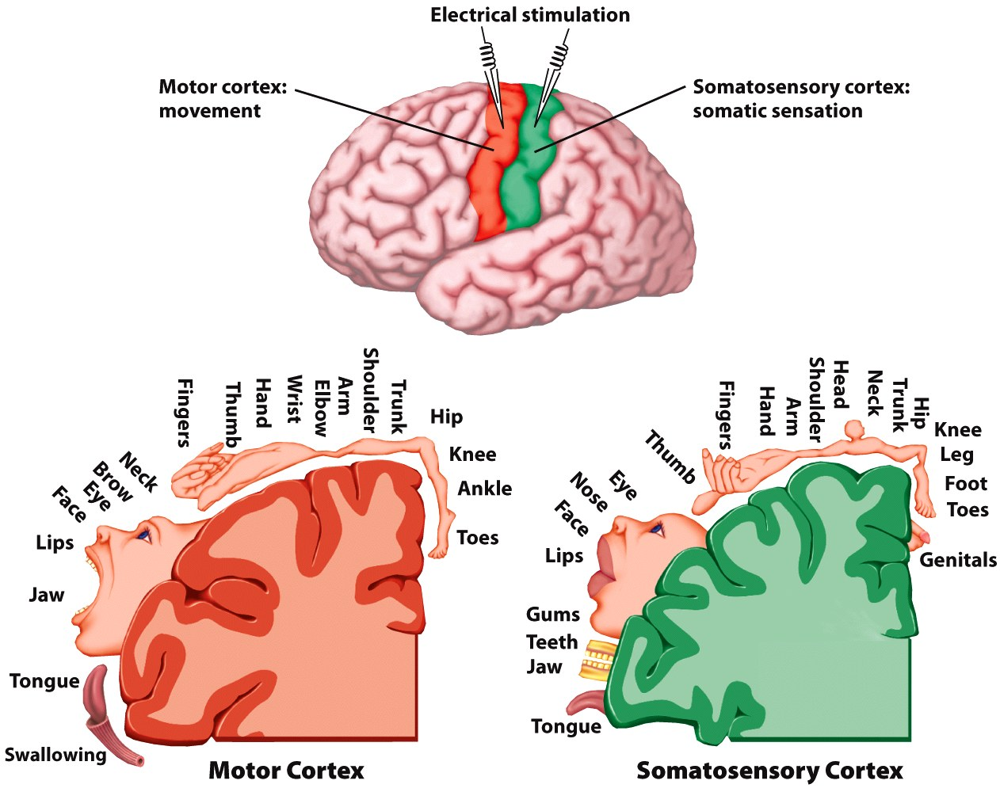 Electrical stimulation
Motor cortex:
movement
Somatosensory cortex:
somatic sensation
Fingers
Thumb
Hand
Wrist
Elbow
Arm
Shoulder
Trunk
Hip
Knee
Ankle
Toes
Neck
Brow
Eye
Face
Lips
Jaw
Tongue
Swallowing
Motor Cortex
Thumb
Fingers
Hand
Arm
Shoulder
Head
Neck
Trunk
Hip
Knee
Leg
Foot
Toes
Genitals
Eye
Nose
Face
Lips
Gums
Teeth
Jaw
Tongue
Somatosensory Cortex